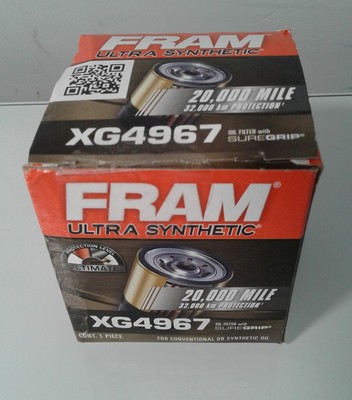 FRAM®
ULTRA SYNTHETIC®
20,000 MILE
32,000 km PROTECTION†
XG4967 OIL FILTER with
SUREGRIP®
FRAM®
ULTRA SYNTHETIC®
PROTECTION LEVEL
ULTIMATE
20,000 MILE
32,000 km PROTECTION†
XG4967 OIL FILTER with
SUREGRIP®
CONT. 1 PIECE
FOR CONVENTIONAL OR SYNTHETIC OIL